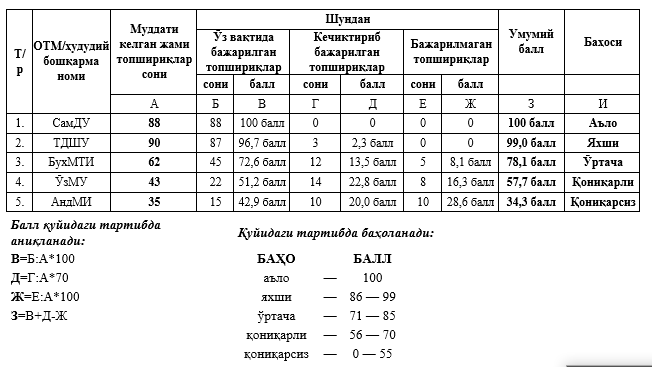 Т/р | ОТМ/ҳудудий бошқарма номи | Муддати келган жами топшириқлар сони | Шундан | Умумий балл | Баҳоси
Ўз вақтида бажарилган топшириқлар | Кечиктириб бажарилган топшириқлар | Бажарилмаган топшириқлар
сони | балл | сони | балл | сони | балл
А | Б | В | Г | Д | Е | Ж | З | И
1. | СамДУ | 88 | 88 | 100 балл | 0 | 0 | 0 | 0 | 100 балл | Аъло
2. | ТДШУ | 90 | 87 | 96,7 балл | 3 | 2,3 балл | 0 | 0 | 99,0 балл | Яхши
3. | БухМТИ | 62 | 45 | 72,6 балл | 12 | 13,5 балл | 5 | 8,1 балл | 78,1 балл | Ўртача
4. | ЎзМУ | 43 | 22 | 51,2 балл | 14 | 22,8 балл | 8 | 16,3 балл | 57,7 балл | Қониқарли
5. | АндМИ | 35 | 15 | 42,9 балл | 10 | 20,0 балл | 10 | 28,6 балл | 34,3 балл | Қониқарсиз
Балл қуйидаги тартибда
аниқланади:
В=Б:А*100
Д=Г:А*70
Ж=Е:А*100
З=В+Д-Ж
Қуйидаги тартибда баҳоланади:
БАҲО БАЛЛ
аъло — 100
яхши — 86 — 99
ўртача — 71 — 85
қониқарли — 56 — 70
қониқарсиз — 0 — 55